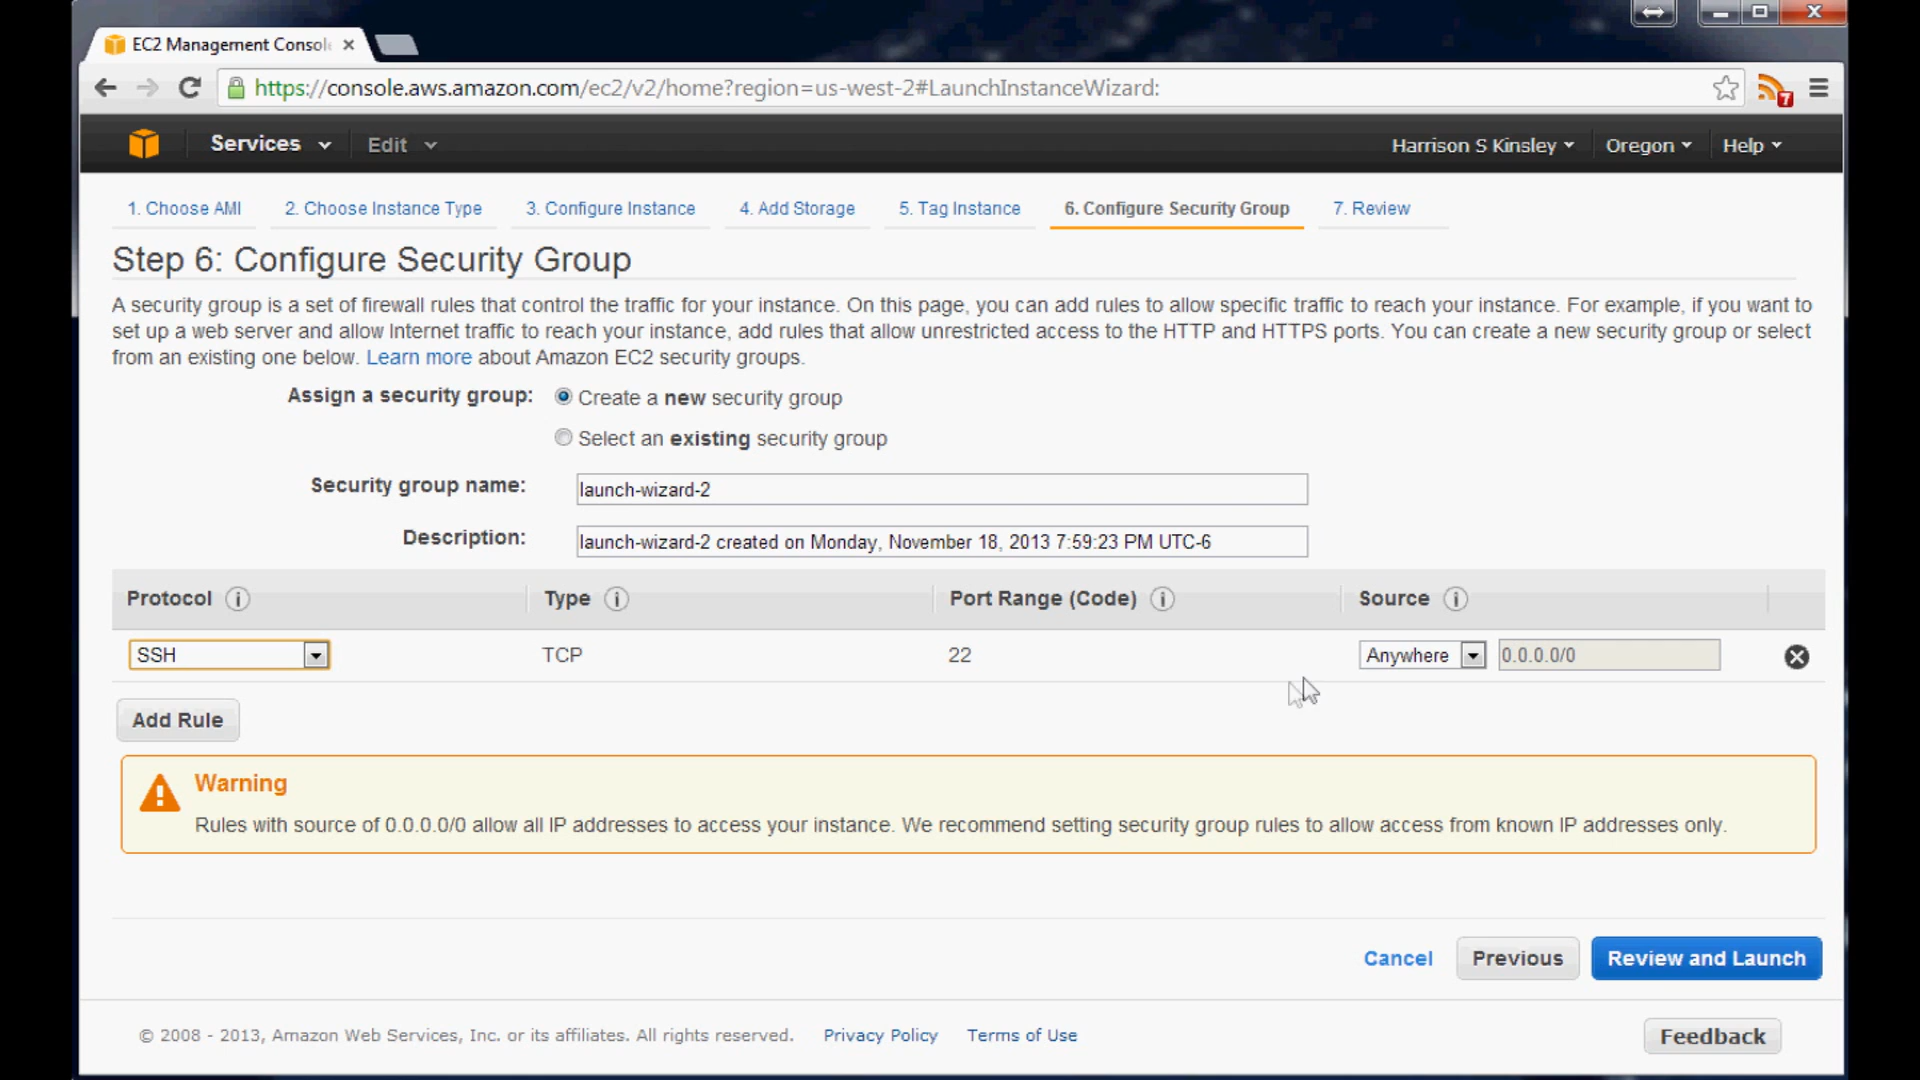 EC2 Management Consol
https://console.aws.amazon.com/ec2/v2/home?region=us-west-2#LaunchInstanceWizard:
7
Services Edit Harrison S Kinsley Oregon Help
1. Choose AMI 2. Choose Instance Type 3. Configure Instance 4. Add Storage 5. Tag Instance 6. Configure Security Group 7. Review
Step 6: Configure Security Group
A security group is a set of firewall rules that control the traffic for your instance. On this page, you can add rules to allow specific traffic to reach your instance. For example, if you want to
set up a web server and allow Internet traffic to reach your instance, add rules that allow unrestricted access to the HTTP and HTTPS ports. You can create a new security group or select
from an existing one below. Learn more about Amazon EC2 security groups.
Assign a security group: Create a new security group
Select an existing security group
Security group name: launch-wizard-2
Description: launch-wizard-2 created on Monday, November 18, 2013 7:59:23 PM UTC-6
Protocol i Type i Port Range (Code) i Source i
SSH TCP 22 Anywhere 0.0.0.0/0
Add Rule
Warning
Rules with source of 0.0.0.0/0 allow all IP addresses to access your instance. We recommend setting security group rules to allow access from known IP addresses only.
Cancel Previous Review and Launch
© 2008 - 2013, Amazon Web Services, Inc. or its affiliates. All rights reserved. Privacy Policy Terms of Use Feedback